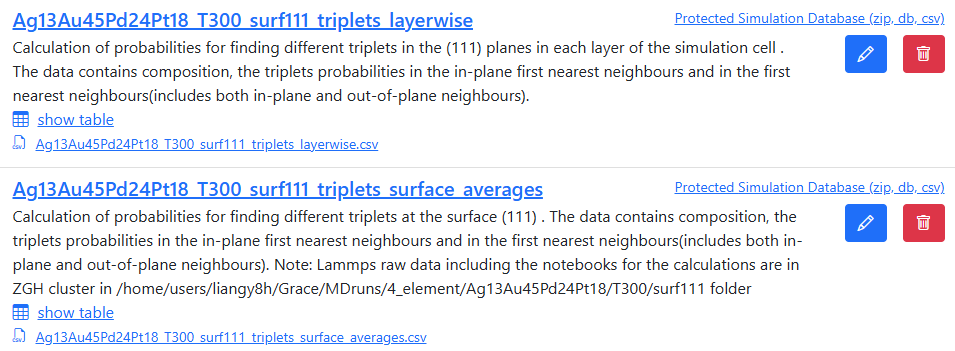 Ag13Au45Pd24Pt18_T300_surf111_triplets_layerwise
Protected Simulation Database (zip, db, csv)
Calculation of probabilities for finding different triplets in the (111) planes in each layer of the simulation cell .
The data contains composition, the triplets probabilities in the in-plane first nearest neighbours and in the first
nearest neighbours(includes both in-plane and out-of-plane neighbours).
show table
Ag13Au45Pd24Pt18_T300_surf111_triplets_layerwise.csv
Ag13Au45Pd24Pt18_T300_surf111_triplets_surface_averages
Protected Simulation Database (zip, db, csv)
Calculation of probabilities for finding different triplets at the surface (111) . The data contains composition, the
triplets probabilities in the in-plane first nearest neighbours and in the first nearest neighbours(includes both in-
plane and out-of-plane neighbours). Note: Lammps raw data including the notebooks for the calculations are in
ZGH cluster in /home/users/liangy8h/Grace/MDruns/4_element/Ag13Au45Pd24Pt18/T300/surf111 folder
show table
Ag13Au45Pd24Pt18_T300_surf111_triplets_surface_averages.csv